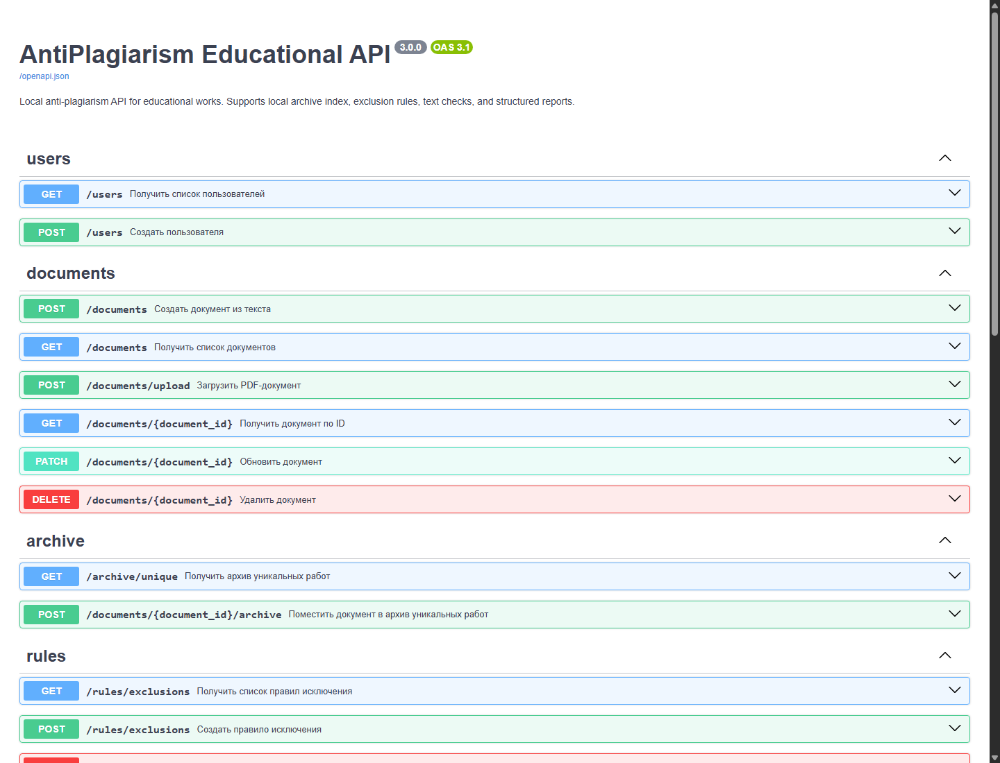 AntiPlagiarism Educational API 3.0.0 OAS 3.1
/openapi.json
Local anti-plagiarism API for educational works. Supports local archive index, exclusion rules, text checks, and structured reports.
users
GET /users Получить список пользователей
POST /users Создать пользователя
documents
POST /documents Создать документ из текста
GET /documents Получить список документов
POST /documents/upload Загрузить PDF-документ
GET /documents/{document_id} Получить документ по ID
PATCH /documents/{document_id} Обновить документ
DELETE /documents/{document_id} Удалить документ
archive
GET /archive/unique Получить архив уникальных работ
POST /documents/{document_id}/archive Поместить документ в архив уникальных работ
rules
GET /rules/exclusions Получить список правил исключения
POST /rules/exclusions Создать правило исключения